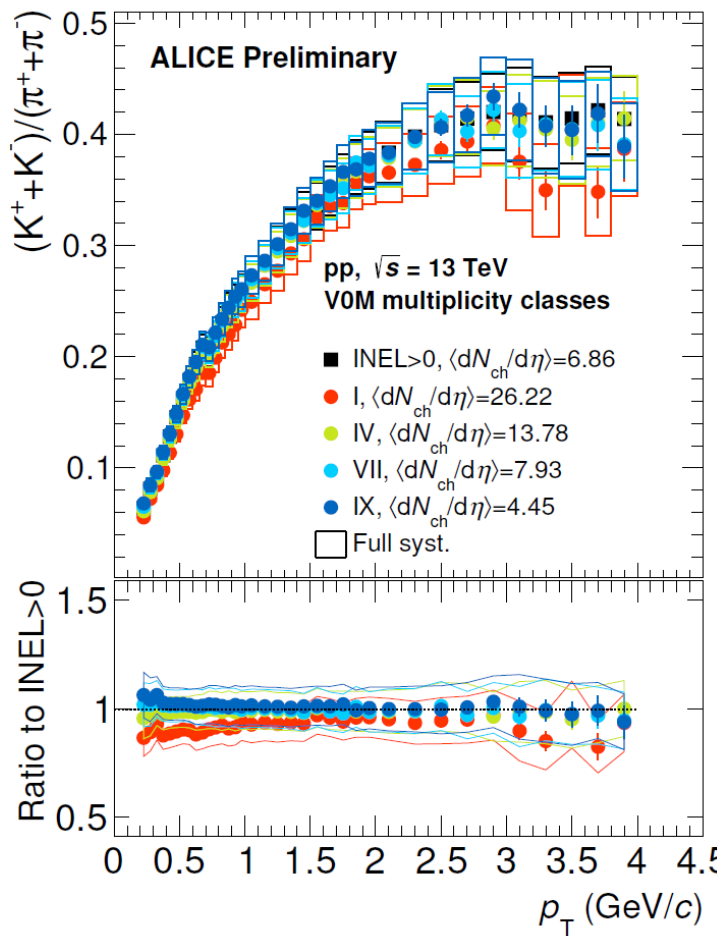 ALICE Preliminary
(K⁺+K⁻)/(π⁺+π⁻)
0.5
0.4
0.3
0.2
0.1
pp, √s = 13 TeV
V0M multiplicity classes
INEL>0, ⟨dN_ch/dη⟩=6.86
I, ⟨dN_ch/dη⟩=26.22
IV, ⟨dN_ch/dη⟩=13.78
VII, ⟨dN_ch/dη⟩=7.93
IX, ⟨dN_ch/dη⟩=4.45
Full syst.
Ratio to INEL>0
1.5
1
0.5
0 0.5 1 1.5 2 2.5 3 3.5 4 4.5
p_T (GeV/c)